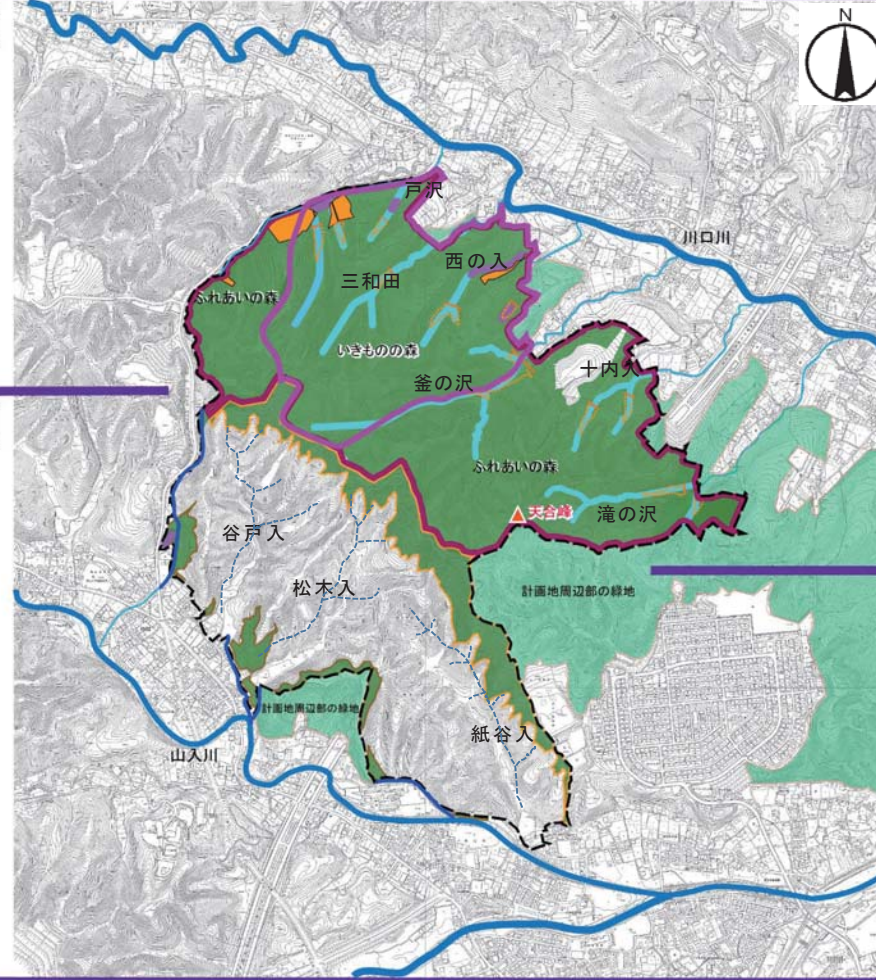 N
戸沢
川口川
西の入
三和田
ふれあいの森
いきものの森
十内入
釜の沢
ふれあいの森
天合峰
滝の沢
谷戸入
松木入
計画地周辺部の緑地
計画地周辺部の緑地
紙谷入
山入川